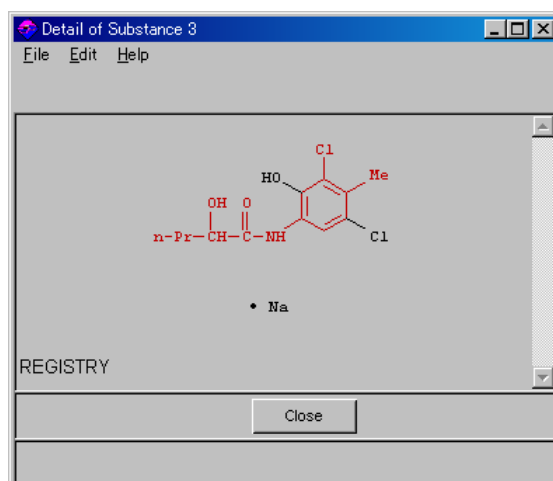 Detail of Substance 3
File Edit Help
Cl
HO
Me
OH O
n-Pr-CH-C-NH
Cl
• Na
REGISTRY
Close